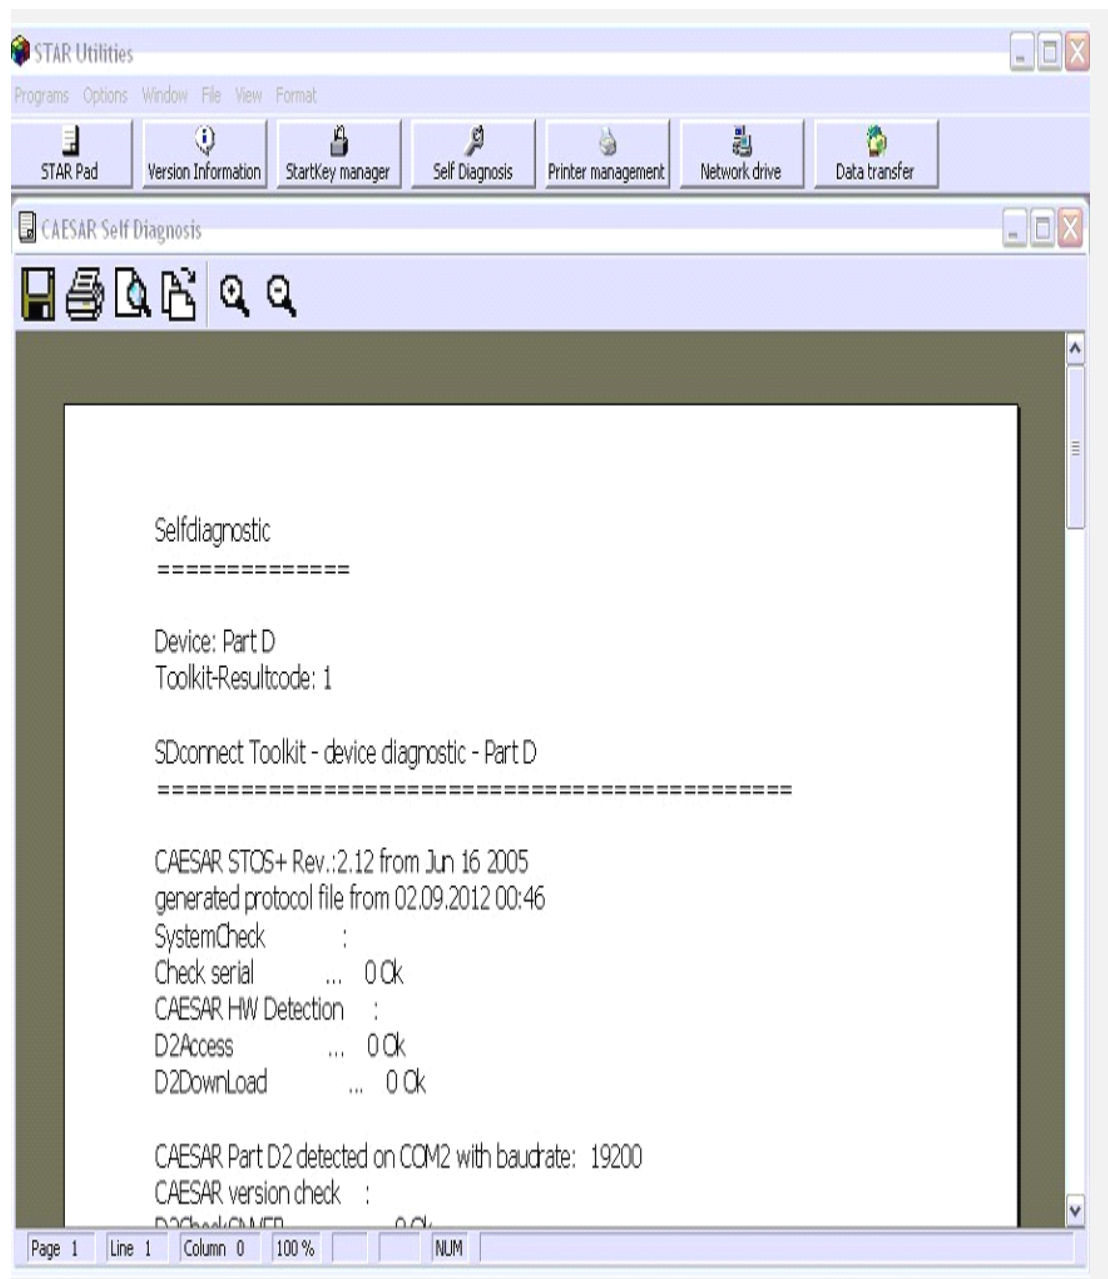 STAR Utilities
Programs Options Window File View Format
STAR Pad Version Information StartKey manager Self Diagnosis Printer management Network drive Data transfer
CAESAR Self Diagnosis
Selfdiagnostic
==============
Device: Part D
Toolkit-Resultcode: 1
SDconnect Toolkit - device diagnostic - Part D
==============================================
CAESAR STOS+ Rev.:2.12 from Jun 16 2005
generated protocol file from 02.09.2012 00:46
SystemCheck :
Check serial ... 0 Ok
CAESAR HW Detection :
D2Access ... 0 Ok
D2DownLoad ... 0 Ok
CAESAR Part D2 detected on COM2 with baudrate: 19200
CAESAR version check :
0 Ok
Page 1 Line 1 Column 0 100 % NUM